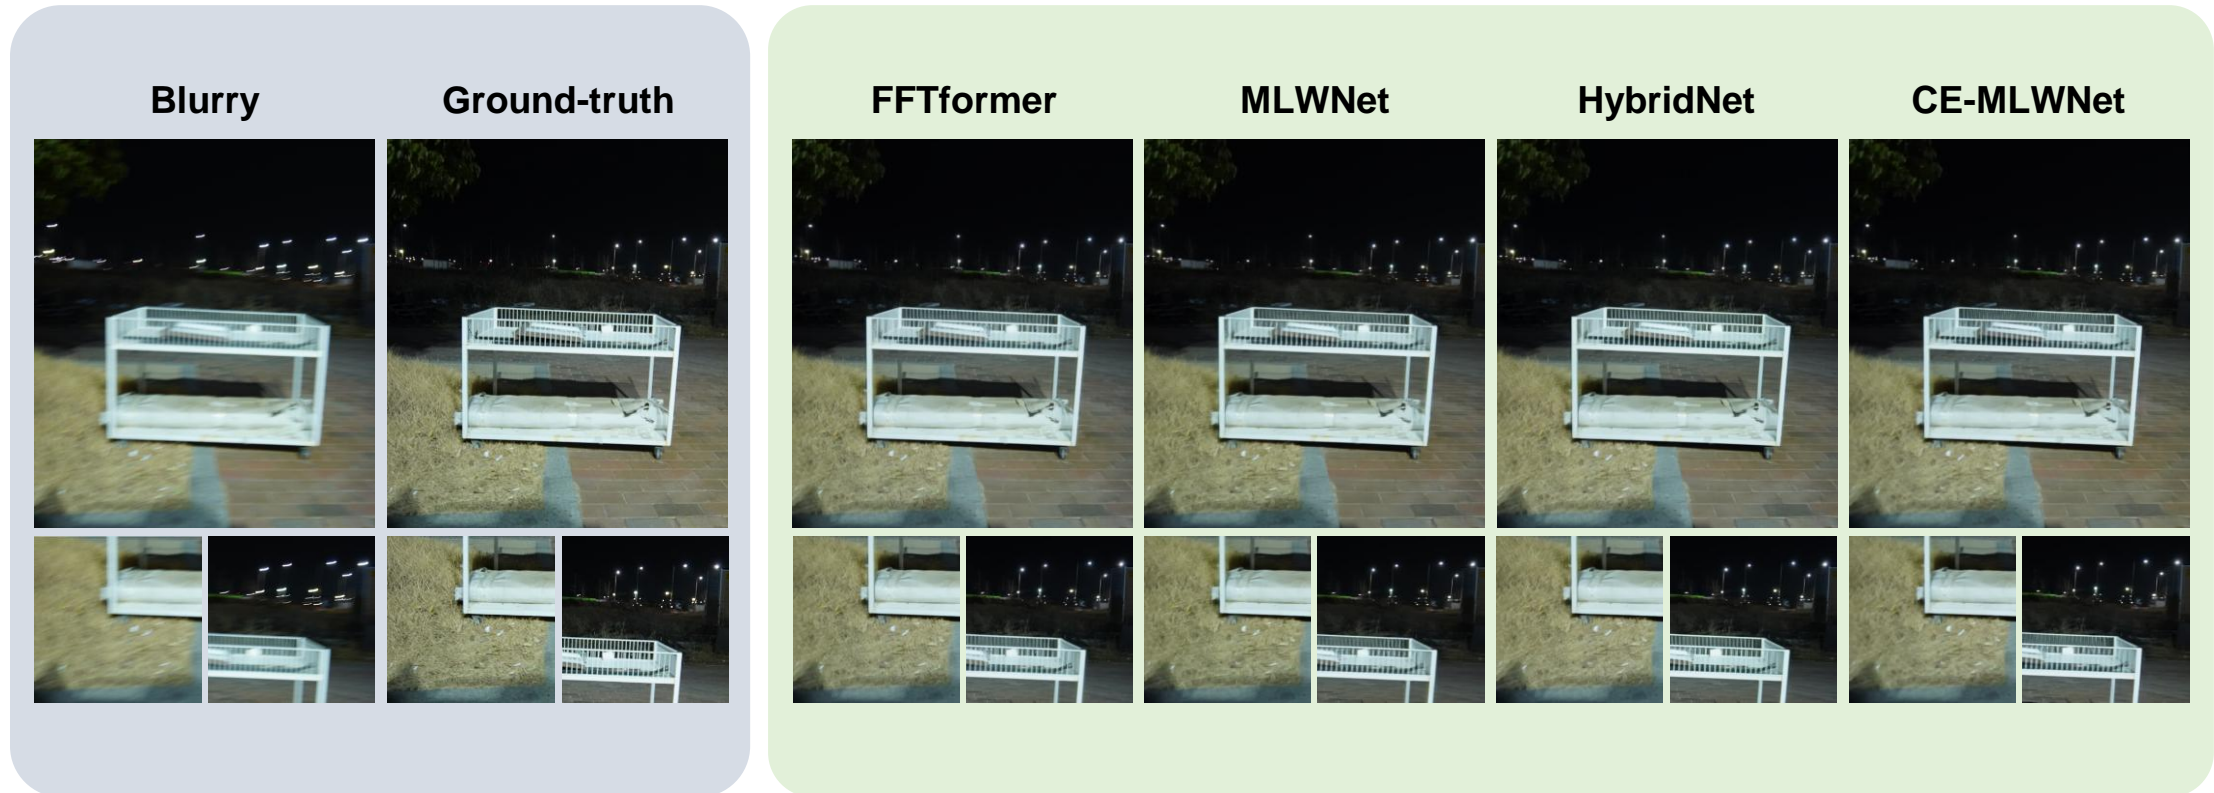 Blurry
Ground-truth
FFTformer
MLWNet
HybridNet
CE-MLWNet